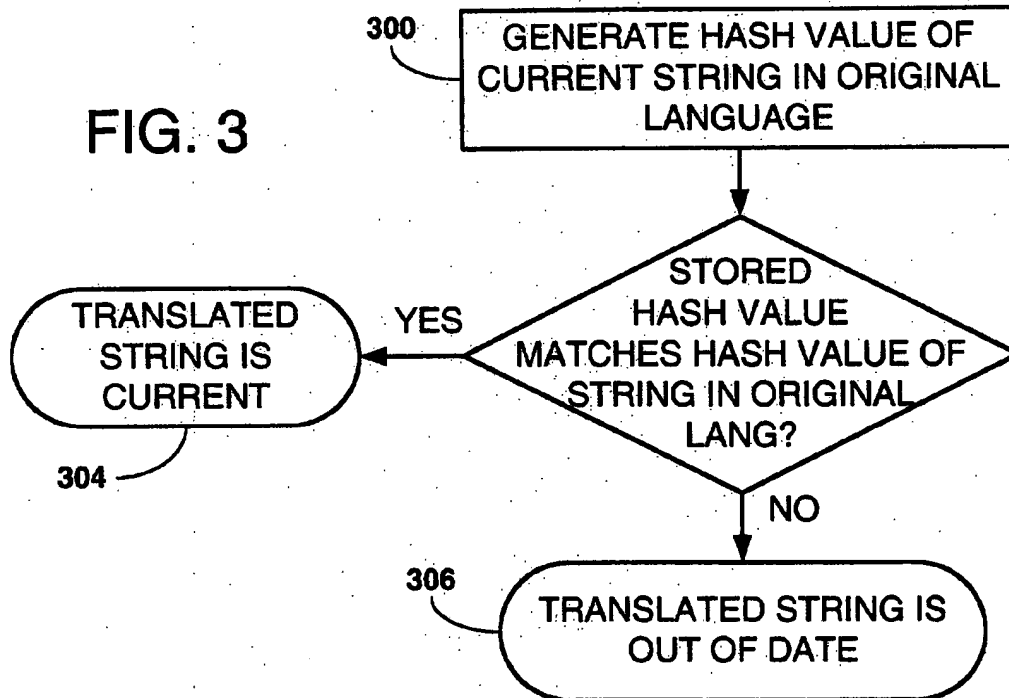 300
GENERATE HASH VALUE OF
CURRENT STRING IN ORIGINAL
LANGUAGE
FIG. 3
STORED
HASH VALUE
MATCHES HASH VALUE OF
STRING IN ORIGINAL
LANG?
YES
TRANSLATED
STRING IS
CURRENT
304
NO
306
TRANSLATED STRING IS
OUT OF DATE